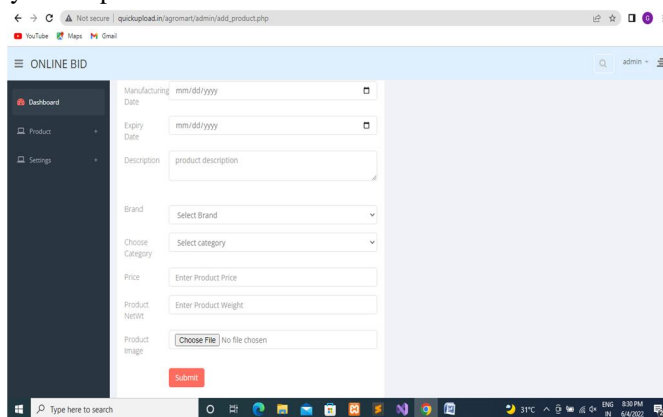 Not secure | quickupload.in/agromart/admin/add_product.php
YouTube Maps Gmail
ONLINE BID
admin
Dashboard
Product +
Settings +
Manufacturing Date mm/dd/yyyy
Expiry Date mm/dd/yyyy
Description product description
Brand Select Brand
Choose Category Select category
Price Enter Product Price
Product NetWt Enter Product Weight
Product Image Choose File No file chosen
Submit
Type here to search
31°C ENG IN 8:30 PM 6/4/2022